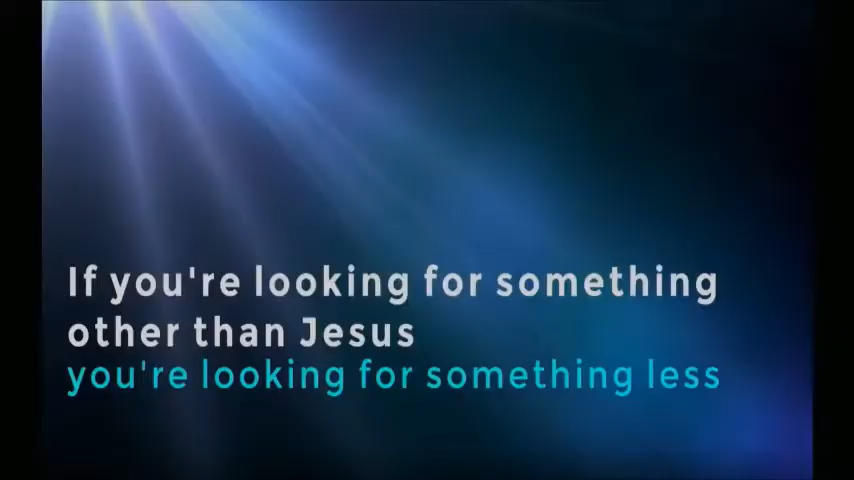 If you're looking for something
other than Jesus
you're looking for something less